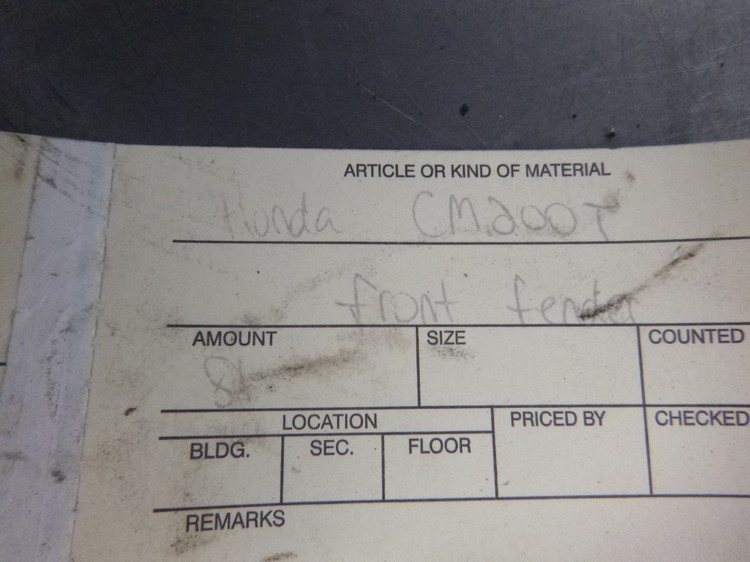 ARTICLE OR KIND OF MATERIAL
Honda CM200T
front fender
AMOUNT SIZE COUNTED
LOCATION PRICED BY CHECKED
BLDG. SEC. FLOOR
REMARKS